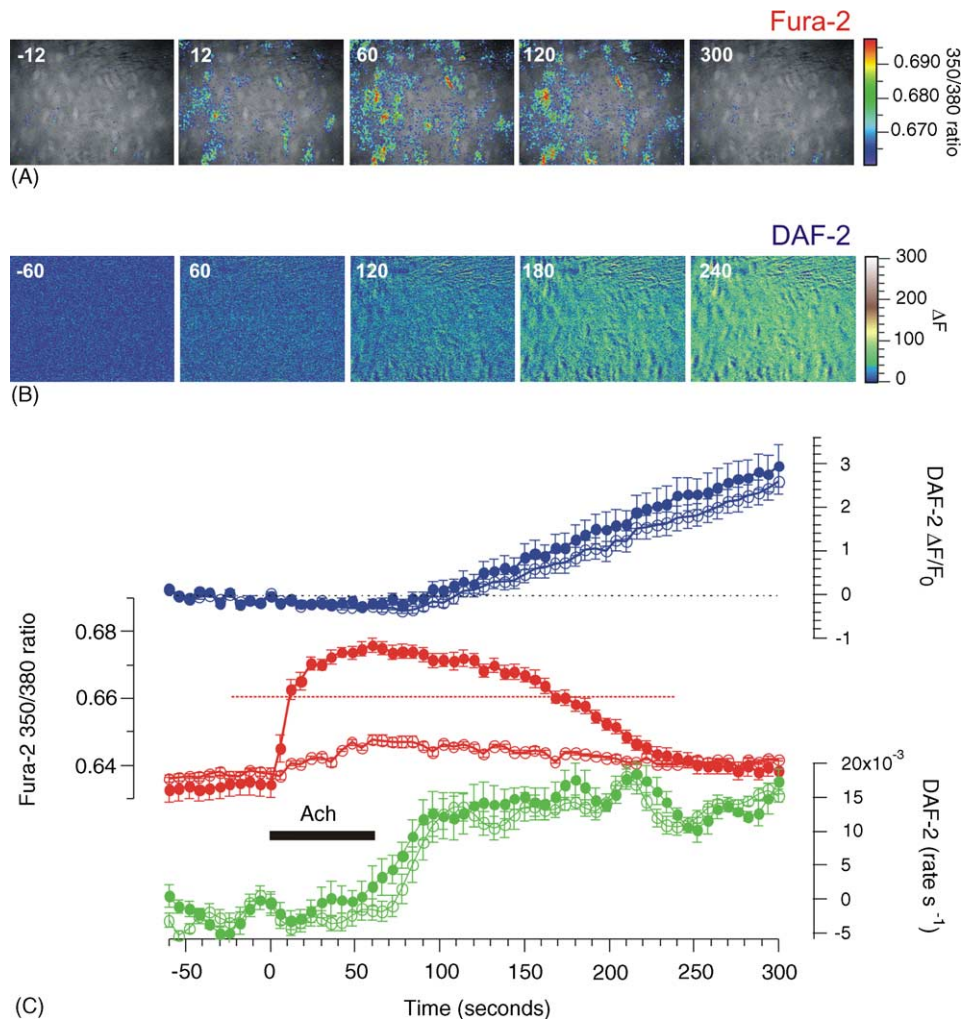 Fura-2
-12 12 60 120 300
0.690
0.680
0.670
350/380 ratio
(A)
DAF-2
-60 60 120 180 240
300
200
100
0
ΔF
(B)
3
2
1
0
-1
DAF-2 ΔF/F0
0.68
0.66
0.64
Fura-2 350/380 ratio
Ach
20x10-3
15
10
5
0
-5
DAF-2 (rate s -1)
-50 0 50 100 150 200 250 300
(C) Time (seconds)